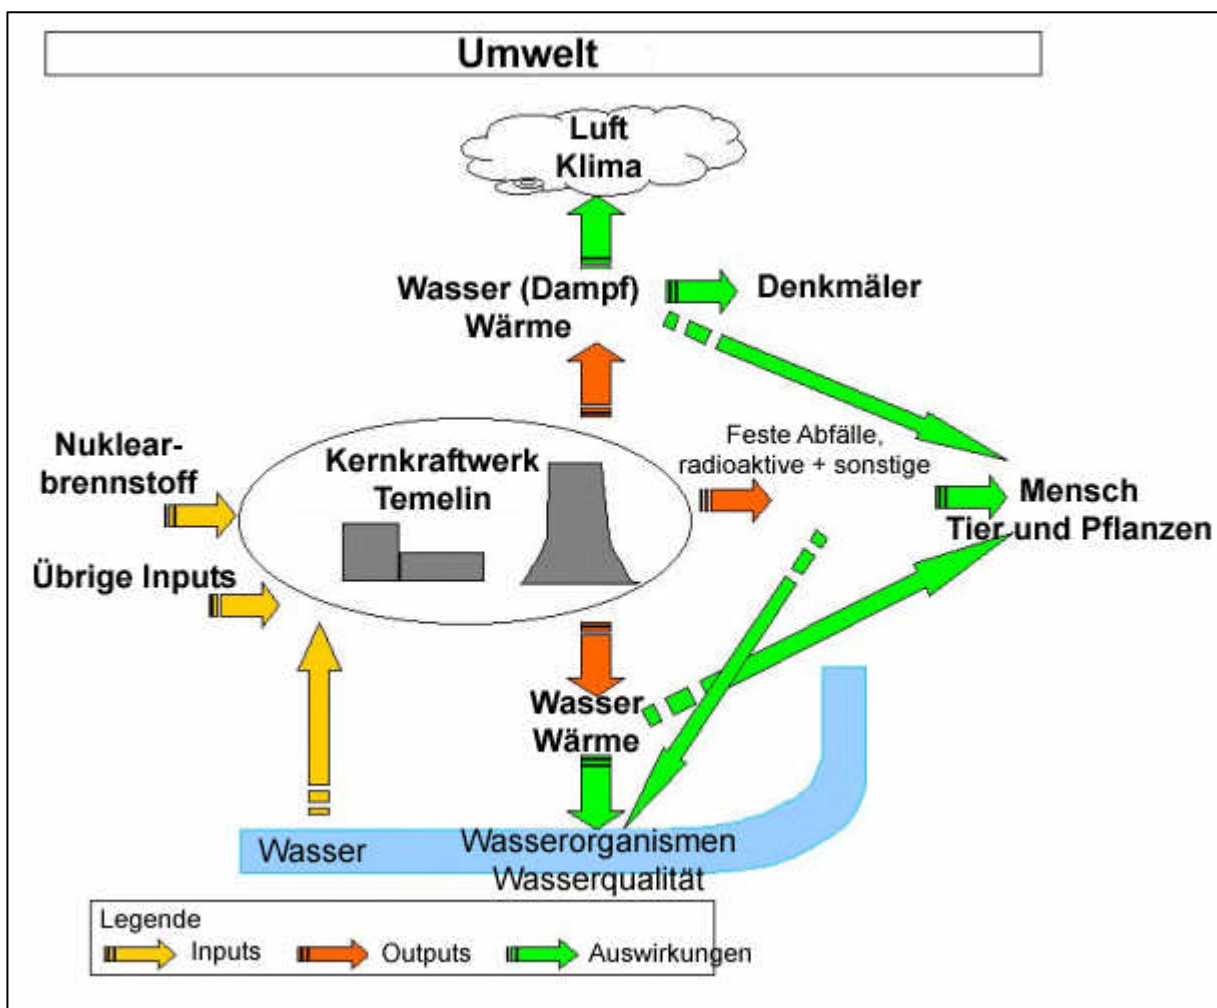 Umwelt
Luft
Klima
Wasser (Dampf)
Wärme
Denkmäler
Nuklear-
brennstoff
Kernkraftwerk
Temelin
Feste Abfälle,
radioaktive + sonstige
Mensch
Tier und Pflanzen
Übrige Inputs
Wasser
Wärme
Wasser
Wasserorganismen
Wasserqualität
Legende
Inputs
Outputs
Auswirkungen